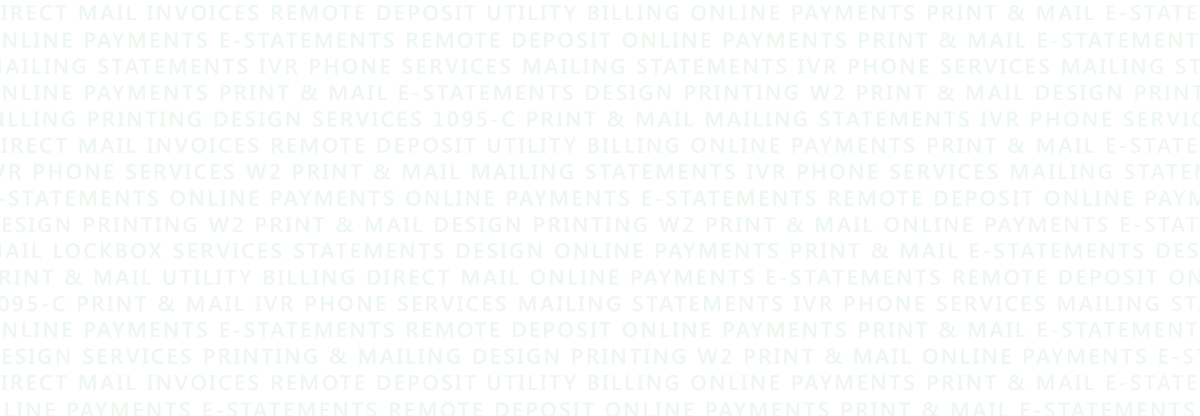 IRECT MAIL INVOICES REMOTE DEPOSIT UTILITY BILLING ONLINE PAYMENTS PRINT & MAIL E-STATE
NLINE PAYMENTS E-STATEMENTS REMOTE DEPOSIT ONLINE PAYMENTS PRINT & MAIL E-STATEMENT
AILING STATEMENTS IVR PHONE SERVICES MAILING STATEMENTS IVR PHONE SERVICES MAILING ST
NLINE PAYMENTS PRINT & MAIL E-STATEMENTS DESIGN PRINTING W2 PRINT & MAIL DESIGN PRINT
ILLING PRINTING DESIGN SERVICES 1095-C PRINT & MAIL MAILING STATEMENTS IVR PHONE SERVIC
IRECT MAIL INVOICES REMOTE DEPOSIT UTILITY BILLING ONLINE PAYMENTS PRINT & MAIL E-STATE
VR PHONE SERVICES W2 PRINT & MAIL MAILING STATEMENTS IVR PHONE SERVICES MAILING STATEM
-STATEMENTS ONLINE PAYMENTS ONLINE PAYMENTS E-STATEMENTS REMOTE DEPOSIT ONLINE PAYM
ESIGN PRINTING W2 PRINT & MAIL DESIGN PRINTING W2 PRINT & MAIL ONLINE PAYMENTS E-STAT
AIL LOCKBOX SERVICES STATEMENTS DESIGN ONLINE PAYMENTS PRINT & MAIL E-STATEMENTS DES
RINT & MAIL UTILITY BILLING DIRECT MAIL ONLINE PAYMENTS E-STATEMENTS REMOTE DEPOSIT ON
095-C PRINT & MAIL IVR PHONE SERVICES MAILING STATEMENTS IVR PHONE SERVICES MAILING ST
NLINE PAYMENTS E-STATEMENTS REMOTE DEPOSIT ONLINE PAYMENTS PRINT & MAIL E-STATEMENT
ESIGN SERVICES PRINTING & MAILING DESIGN PRINTING W2 PRINT & MAIL ONLINE PAYMENTS E-S
IRECT MAIL INVOICES REMOTE DEPOSIT UTILITY BILLING ONLINE PAYMENTS PRINT & MAIL E-STATE
LINE PAYMENTS E-STATEMENTS REMOTE DEPOSIT ONLINE PAYMENTS PRINT & MAIL E-STATEMENTS